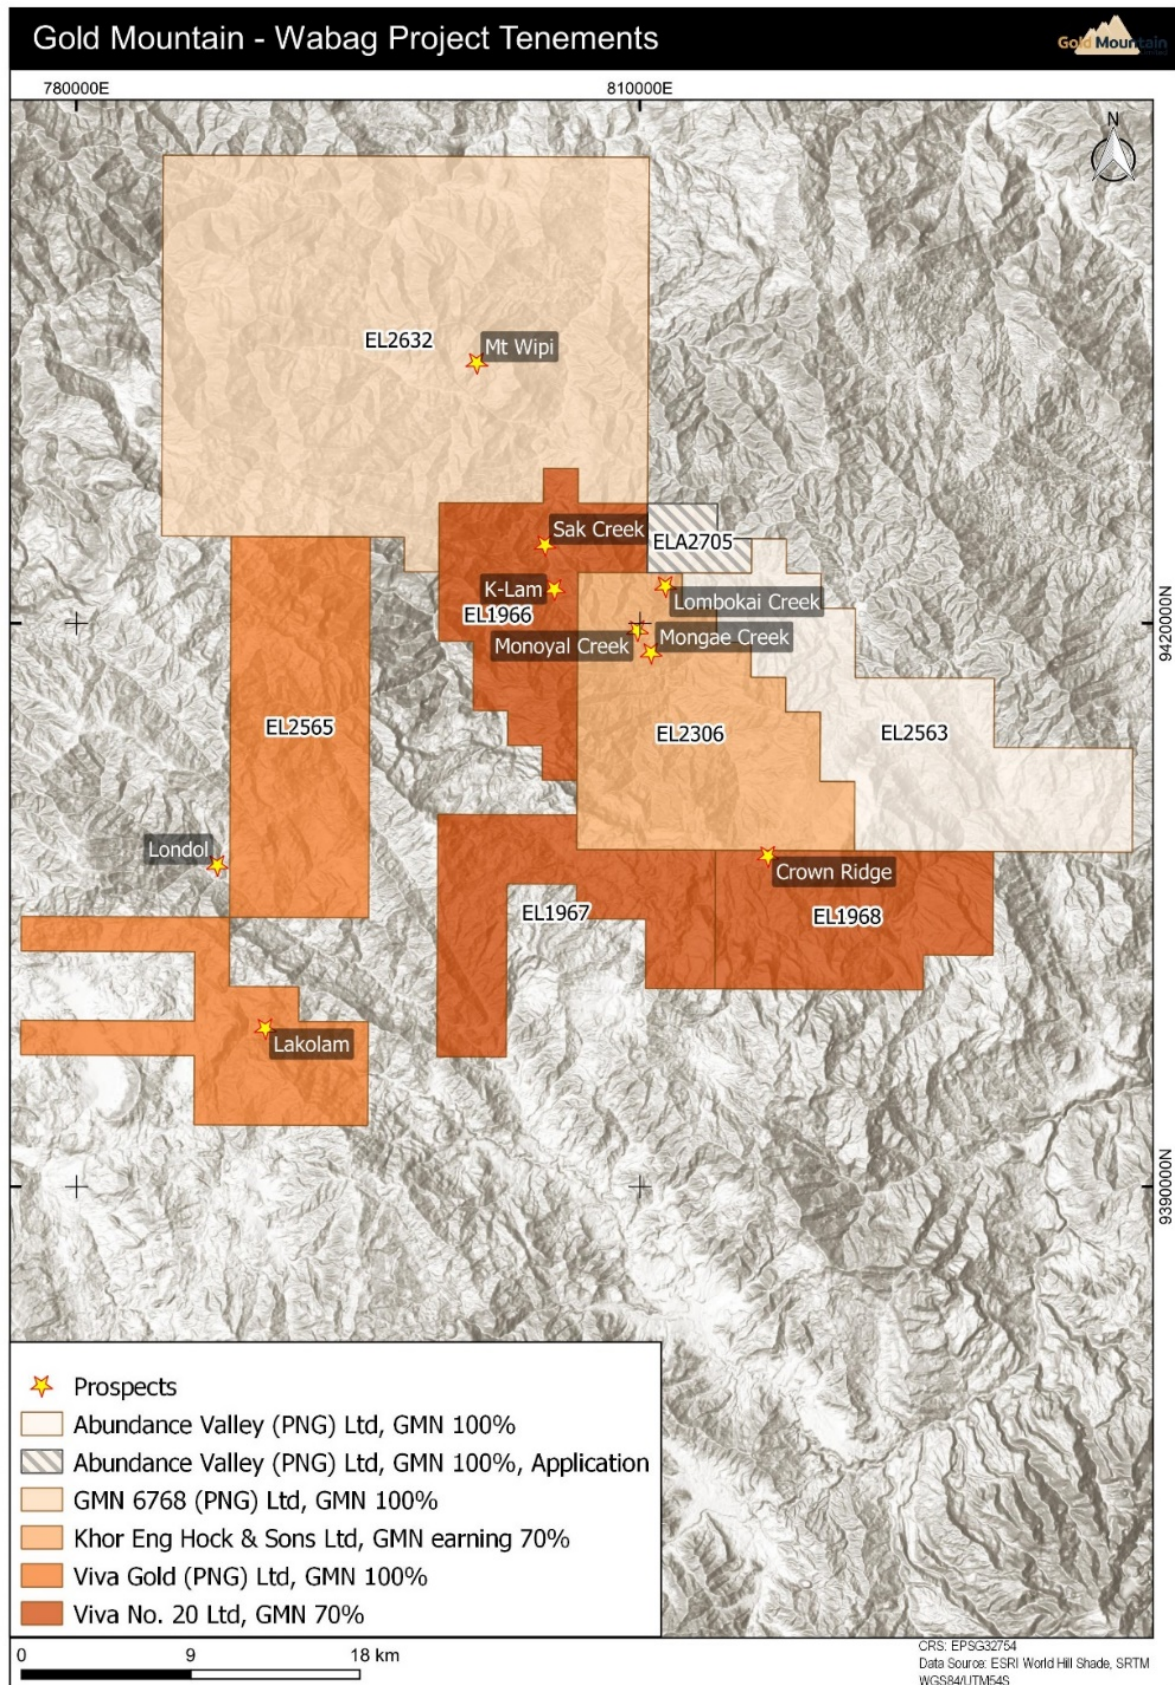 Gold Mountain - Wabag Project Tenements
Gold Mountain
780000E
810000E
N
EL2632
Mt Wipi
Sak Creek
ELA2705
K-Lam
Lombokai Creek
EL1966
9420000N
Monoyal Creek
Mongae Creek
EL2565
EL2306
EL2563
Londol
Crown Ridge
EL1967
EL1968
Lakolam
9390000N
Prospects
Abundance Valley (PNG) Ltd, GMN 100%
Abundance Valley (PNG) Ltd, GMN 100%, Application
GMN 6768 (PNG) Ltd, GMN 100%
Khor Eng Hock & Sons Ltd, GMN earning 70%
Viva Gold (PNG) Ltd, GMN 100%
Viva No. 20 Ltd, GMN 70%
0 9 18 km
CRS: EPSG32754
Data Source: ESRI World Hill Shade, SRTM
WGS84/UTM54S